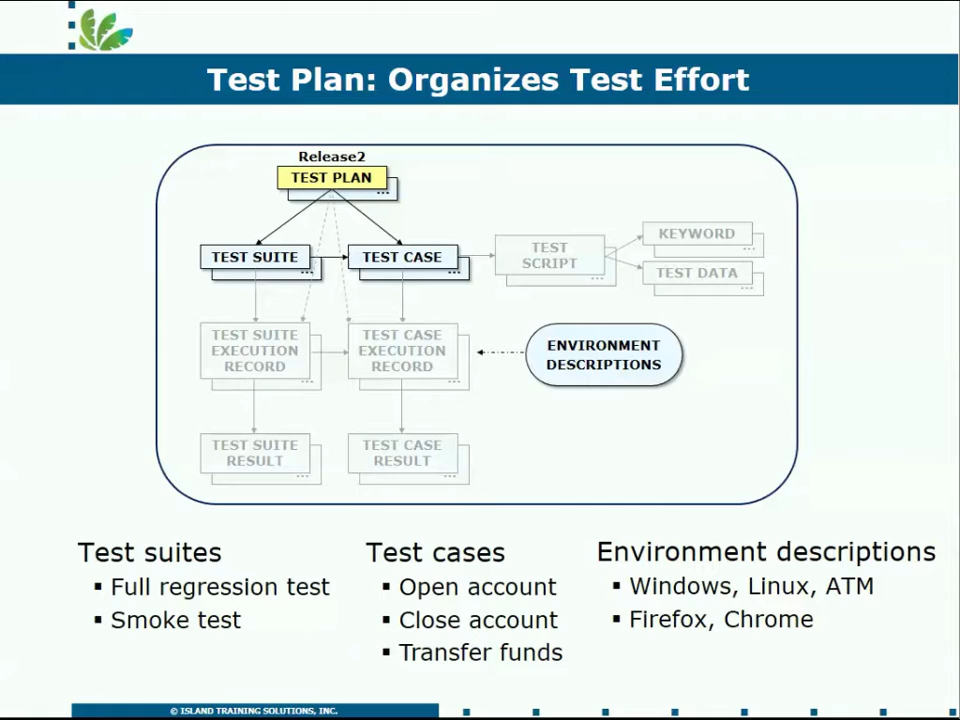 Test Plan: Organizes Test Effort
Release2
TEST PLAN
...
TEST SUITE
...
TEST CASE
...
TEST
SCRIPT
...
KEYWORD
...
TEST DATA
...
TEST SUITE
EXECUTION
RECORD
...
TEST CASE
EXECUTION
RECORD
...
ENVIRONMENT
DESCRIPTIONS
TEST SUITE
RESULT
...
TEST CASE
RESULT
...
Test suites
▪ Full regression test
▪ Smoke test
Test cases
▪ Open account
▪ Close account
▪ Transfer funds
Environment descriptions
▪ Windows, Linux, ATM
▪ Firefox, Chrome
© ISLAND TRAINING SOLUTIONS, INC.